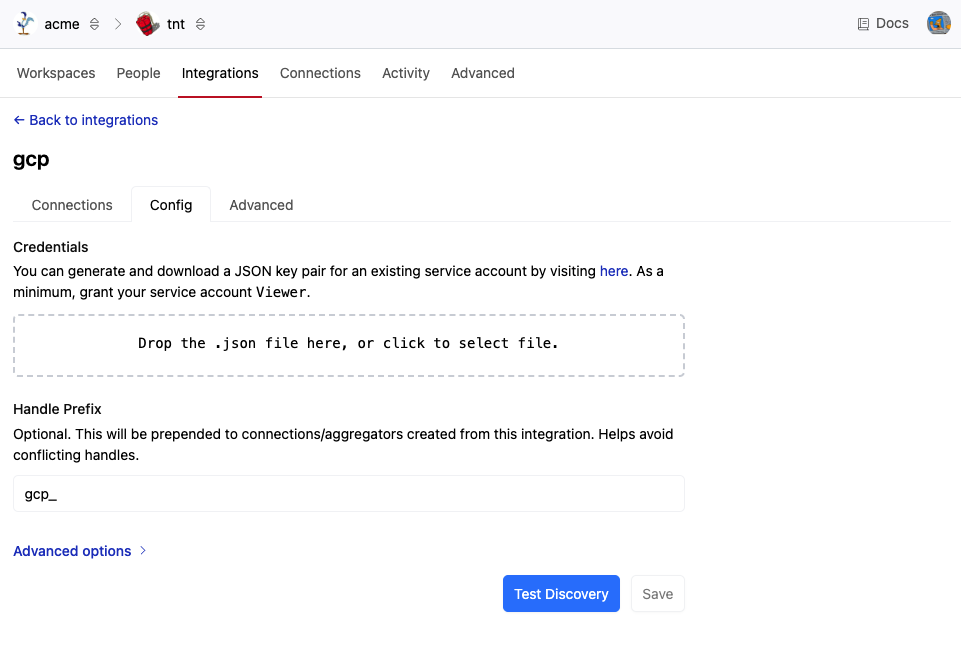 acme tnt Docs
Workspaces People Integrations Connections Activity Advanced
← Back to integrations
gcp
Connections Config Advanced
Credentials
You can generate and download a JSON key pair for an existing service account by visiting here. As a
minimum, grant your service account Viewer.
Drop the .json file here, or click to select file.
Handle Prefix
Optional. This will be prepended to connections/aggregators created from this integration. Helps avoid
conflicting handles.
gcp_
Advanced options
Test Discovery Save